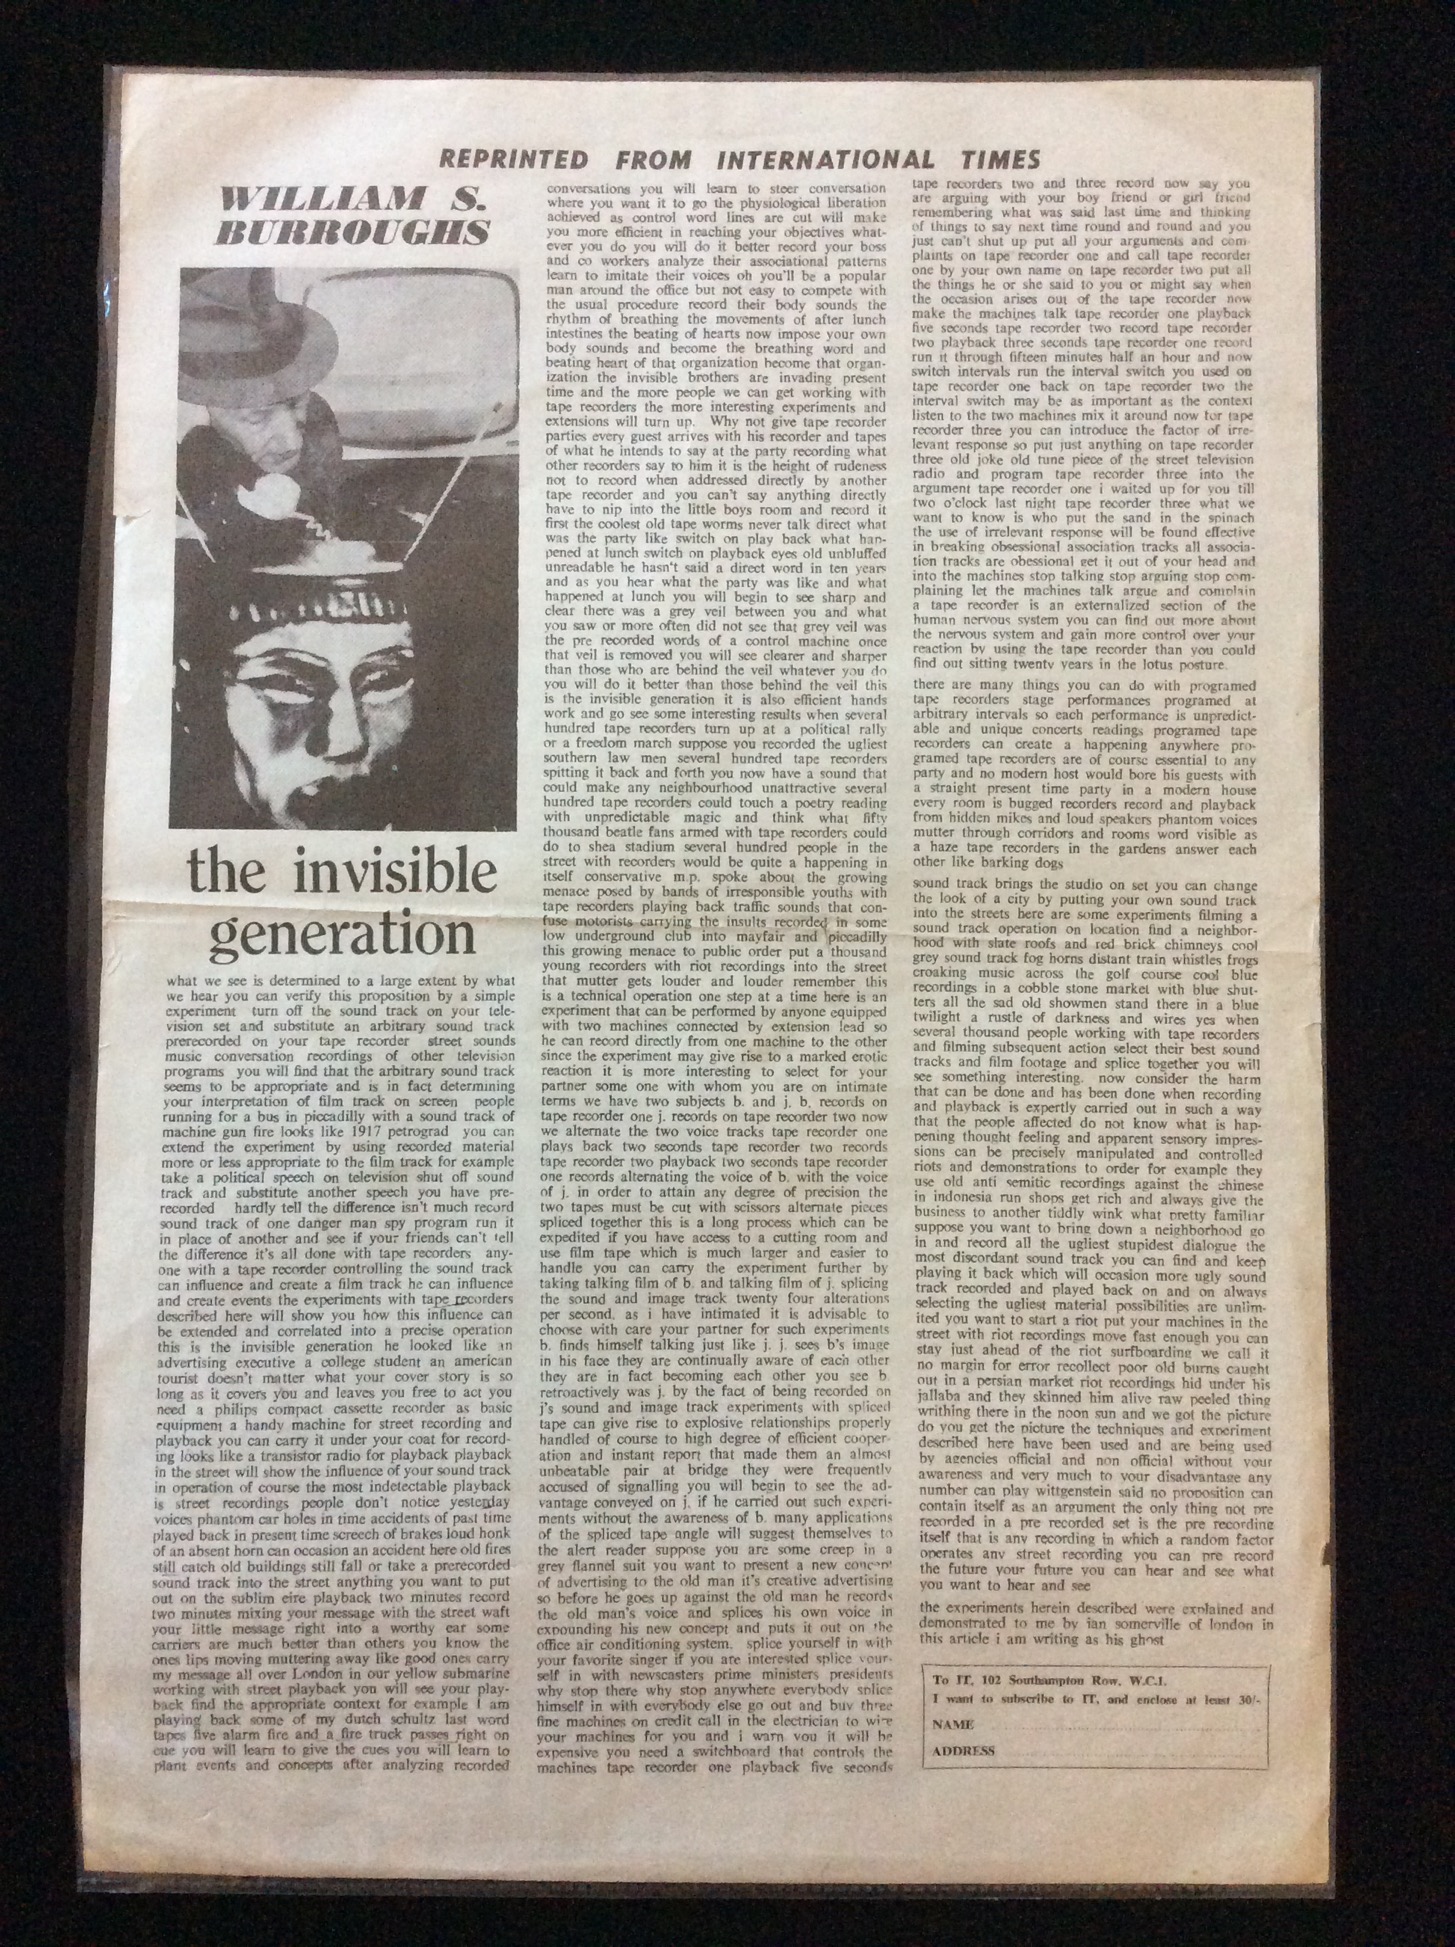 REPRINTED FROM INTERNATIONAL TIMES
WILLIAM S.
BURROUGHS
the invisible
generation
what we see is determined to a large extent by what
we hear you can verify this proposition by a simple
experiment turn off the sound track on your tele-
vision set and substitute an arbitrary sound track
prerecorded on your tape recorder street sounds
music conversation recordings of other television
programs you will find that the arbitrary sound track
seems to be appropriate and is in fact determining
your interpretation of film track on screen people
running for a bus in piccadilly with a sound track of
machine gun fire looks like 1917 petrograd you can
extend the experiment by using recorded material
more or less appropriate to the film track for example
take a political speech on television shut off sound
track and substitute another speech you have pre-
recorded hardly tell the difference isn't much record
sound track of one danger man spy program run it
in place of another and see if your friends can't tell
the difference it's all done with tape recorders any-
one with a tape recorder controlling the sound track
can influence and create a film track he can influence
and create events the experiments with tape recorders
described here will show you how this influence can
be extended and correlated into a precise operation
this is the invisible generation he looked like an
advertising executive a college student an american
tourist doesn't matter what your cover story is so
long as it covers you and leaves you free to act you
need a philips compact cassette recorder as basic
equipment a handy machine for street recording and
playback you can carry it under your coat for record-
ing looks like a transistor radio for playback playback
in the street will show the influence of your sound track
in operation of course the most indetectable playback
is street recordings people don't notice yesterday
voices phantom car holes in time accidents of past time
played back in present time screech of brakes loud honk
of an absent horn can occasion an accident here old fires
still catch old buildings still fall or take a prerecorded
sound track into the street anything you want to put
out on the sublim eire playback two minutes record
two minutes mixing your message with the street waft
your little message right into a worthy ear some
carriers are much better than others you know the
ones lips moving muttering away like good ones carry
my message all over London in our yellow submarine
working with street playback you will see your play-
back find the appropriate context for example I am
playing back some of my dutch schultz last word
tapes five alarm fire and a fire truck passes right on
cue you will learn to give the cues you will learn to
plant events and concepts after analyzing recorded
conversations you will learn to steer conversation
where you want it to go the physiological liberation
achieved as control word lines are cut will make
you more efficient in reaching your objectives what-
ever you do you will do it better record your boss
and co workers analyze their associational patterns
learn to imitate their voices oh you'll be a popular
man around the office but not easy to compete with
the usual procedure record their body sounds the
rhythm of breathing the movements of after lunch
intestines the beating of hearts now impose your own
body sounds and become the breathing word and
beating heart of that organization become that organ-
ization the invisible brothers are invading present
time and the more people we can get working with
tape recorders the more interesting experiments and
extensions will turn up. Why not give tape recorder
parties every guest arrives with his recorder and tapes
of what he intends to say at the party recording what
other recorders say to him it is the height of rudeness
not to record when addressed directly by another
tape recorder and you can't say anything directly
have to nip into the little boys room and record it
first the coolest old tape worms never talk direct what
was the party like switch on play back what hap-
pened at lunch switch on playback eyes old unbluffed
unreadable he hasn't said a direct word in ten years
and as you hear what the party was like and what
happened at lunch you will begin to see sharp and
clear there was a grey veil between you and what
you saw or more often did not see that grey veil was
the pre recorded words of a control machine once
that veil is removed you will see clearer and sharper
than those who are behind the veil whatever you do
you will do it better than those behind the veil this
is the invisible generation it is also efficient hands
work and go see some interesting results when several
hundred tape recorders turn up at a political rally
or a freedom march suppose you recorded the ugliest
southern law men several hundred tape recorders
spitting it back and forth you now have a sound that
could make any neighbourhood unattractive several
hundred tape recorders could touch a poetry reading
with unpredictable magic and think what fifty
thousand beatle fans armed with tape recorders could
do to shea stadium several hundred people in the
street with recorders would be quite a happening in
itself conservative m.p. spoke about the growing
menace posed by bands of irresponsible youths with
tape recorders playing back traffic sounds that con-
fuse motorists carrying the insults recorded in some
low underground club into mayfair and piccadilly
this growing menace to public order put a thousand
young recorders with riot recordings into the street
that mutter gets louder and louder remember this
is a technical operation one step at a time here is an
experiment that can be performed by anyone equipped
with two machines connected by extension lead so
he can record directly from one machine to the other
since the experiment may give rise to a marked erotic
reaction it is more interesting to select for your
partner some one with whom you are on intimate
terms we have two subjects b. and j. b. records on
tape recorder one j. records on tape recorder two now
we alternate the two voice tracks tape recorder one
plays back two seconds tape recorder two records
tape recorder two playback two seconds tape recorder
one records alternating the voice of b. with the voice
of j. in order to attain any degree of precision the
two tapes must be cut with scissors alternate pieces
spliced together this is a long process which can be
expedited if you have access to a cutting room and
use film tape which is much larger and easier to
handle you can carry the experiment further by
taking talking film of b. and talking film of j. splicing
the sound and image track twenty four alterations
per second. as i have intimated it is advisable to
choose with care your partner for such experiments
b. finds himself talking just like j. j. sees b's image
in his face they are continually aware of each other
they are in fact becoming each other you see b
retroactively was j. by the fact of being recorded on
j's sound and image track experiments with spliced
tape can give rise to explosive relationships properly
handled of course to high degree of efficient cooper-
ation and instant report that made them an almost
unbeatable pair at bridge they were frequently
accused of signalling you will begin to see the ad-
vantage conveyed on j. if he carried out such experi-
ments without the awareness of b. many applications
of the spliced tape angle will suggest themselves to
the alert reader suppose you are some creep in a
grey flannel suit you want to present a new concept
of advertising to the old man it's creative advertising
so before he goes up against the old man he records
the old man's voice and splices his own voice in
expounding his new concept and puts it out on the
office air conditioning system. splice yourself in with
your favorite singer if you are interested splice your-
self in with newscasters prime ministers presidents
why stop there why stop anywhere everybody splice
himself in with everybody else go out and buy three
fine machines on credit call in the electrician to wire
your machines for you and i warn you it will be
expensive you need a switchboard that controls the
machines tape recorder one playback five seconds
tape recorders two and three record now say you
are arguing with your boy friend or girl friend
remembering what was said last time and thinking
of things to say next time round and round and you
just can't shut up put all your arguments and com-
plaints on tape recorder one and call tape recorder
one by your own name on tape recorder two put all
the things he or she said to you or might say when
the occasion arises out of the tape recorder now
make the machines talk tape recorder one playback
five seconds tape recorder two record tape recorder
two playback three seconds tape recorder one record
run it through fifteen minutes half an hour and now
switch intervals run the interval switch you used on
tape recorder one back on tape recorder two the
interval switch may be as important as the context
listen to the two machines mix it around now for tape
recorder three you can introduce the factor of irre-
levant response so put just anything on tape recorder
three old joke old tune piece of the street television
radio and program tape recorder three into the
argument tape recorder one i waited up for you till
two o'clock last night tape recorder three what we
want to know is who put the sand in the spinach
the use of irrelevant response will be found effective
in breaking obsessional association tracks all associa-
tion tracks are obessional get it out of your head and
into the machines stop talking stop arguing stop com-
plaining let the machines talk argue and complain
a tape recorder is an externalized section of the
human nervous system you can find out more about
the nervous system and gain more control over your
reaction by using the tape recorder than you could
find out sitting twenty years in the lotus posture.
there are many things you can do with programed
tape recorders stage performances programed at
arbitrary intervals so each performance is unpredict-
able and unique concerts readings programed tape
recorders can create a happening anywhere pro-
gramed tape recorders are of course essential to any
party and no modern host would bore his guests with
a straight present time party in a modern house
every room is bugged recorders record and playback
from hidden mikes and loud speakers phantom voices
mutter through corridors and rooms word visible as
a haze tape recorders in the gardens answer each
other like barking dogs
sound track brings the studio on set you can change
the look of a city by putting your own sound track
into the streets here are some experiments filming a
sound track operation on location find a neighbor-
hood with slate roofs and red brick chimneys cool
grey sound track fog horns distant train whistles frogs
croaking music across the golf course cool blue
recordings in a cobble stone market with blue shut-
ters all the sad old showmen stand there in a blue
twilight a rustle of darkness and wires yes when
several thousand people working with tape recorders
and filming subsequent action select their best sound
tracks and film footage and splice together you will
see something interesting. now consider the harm
that can be done and has been done when recording
and playback is expertly carried out in such a way
that the people affected do not know what is hap-
pening thought feeling and apparent sensory impres-
sions can be precisely manipulated and controlled
riots and demonstrations to order for example they
use old anti semitic recordings against the chinese
in indonesia run shops get rich and always give the
business to another tiddly wink what pretty familiar
suppose you want to bring down a neighborhood go
in and record all the ugliest stupidest dialogue the
most discordant sound track you can find and keep
playing it back which will occasion more ugly sound
track recorded and played back on and on always
selecting the ugliest material possibilities are unlim-
ited you want to start a riot put your machines in the
street with riot recordings move fast enough you can
stay just ahead of the riot surfboarding we call it
no margin for error recollect poor old burns caught
out in a persian market riot recordings hid under his
jallaba and they skinned him alive raw peeled thing
writhing there in the noon sun and we got the picture
do you get the picture the techniques and experiment
described here have been used and are being used
by agencies official and non official without your
awareness and very much to your disadvantage any
number can play wittgenstein said no proposition can
contain itself as an argument the only thing not pre
recorded in a pre recorded set is the pre recording
itself that is any recording in which a random factor
operates any street recording you can pre record
the future your future you can hear and see what
you want to hear and see
the experiments herein described were explained and
demonstrated to me by ian somerville of london in
this article i am writing as his ghost
To IT, 102 Southampton Row, W.C.1.
I want to subscribe to IT, and enclose at least 30/-
NAME
ADDRESS